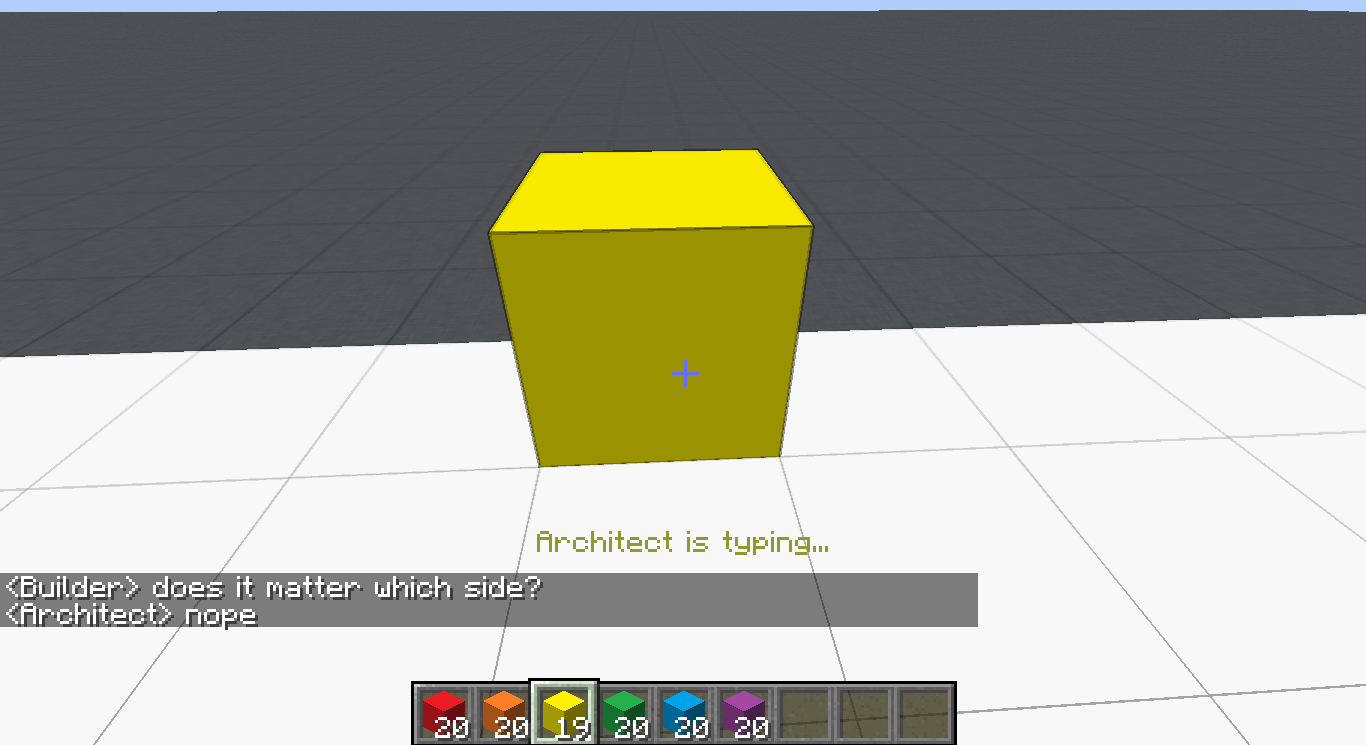 Architect is typing...
<Builder> does it matter which side?
<Architect> nope
20 20 19 20 20 20